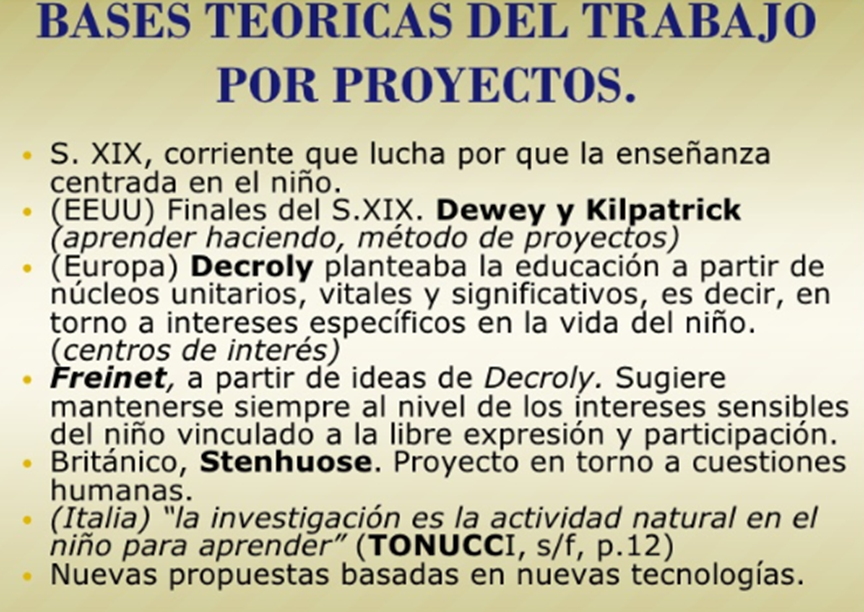 BASES TEORICAS DEL TRABAJO
POR PROYECTOS.
• S. XIX, corriente que lucha por que la enseñanza
centrada en el niño.
• (EEUU) Finales del S.XIX. Dewey y Kilpatrick
(aprender haciendo, método de proyectos)
• (Europa) Decroly planteaba la educación a partir de
núcleos unitarios, vitales y significativos, es decir, en
torno a intereses específicos en la vida del niño.
(centros de interés)
• Freinet, a partir de ideas de Decroly. Sugiere
mantenerse siempre al nivel de los intereses sensibles
del niño vinculado a la libre expresión y participación.
• Británico, Stenhuose. Proyecto en torno a cuestiones
humanas.
• (Italia) “la investigación es la actividad natural en el
niño para aprender” (TONUCCI, s/f, p.12)
• Nuevas propuestas basadas en nuevas tecnologías.